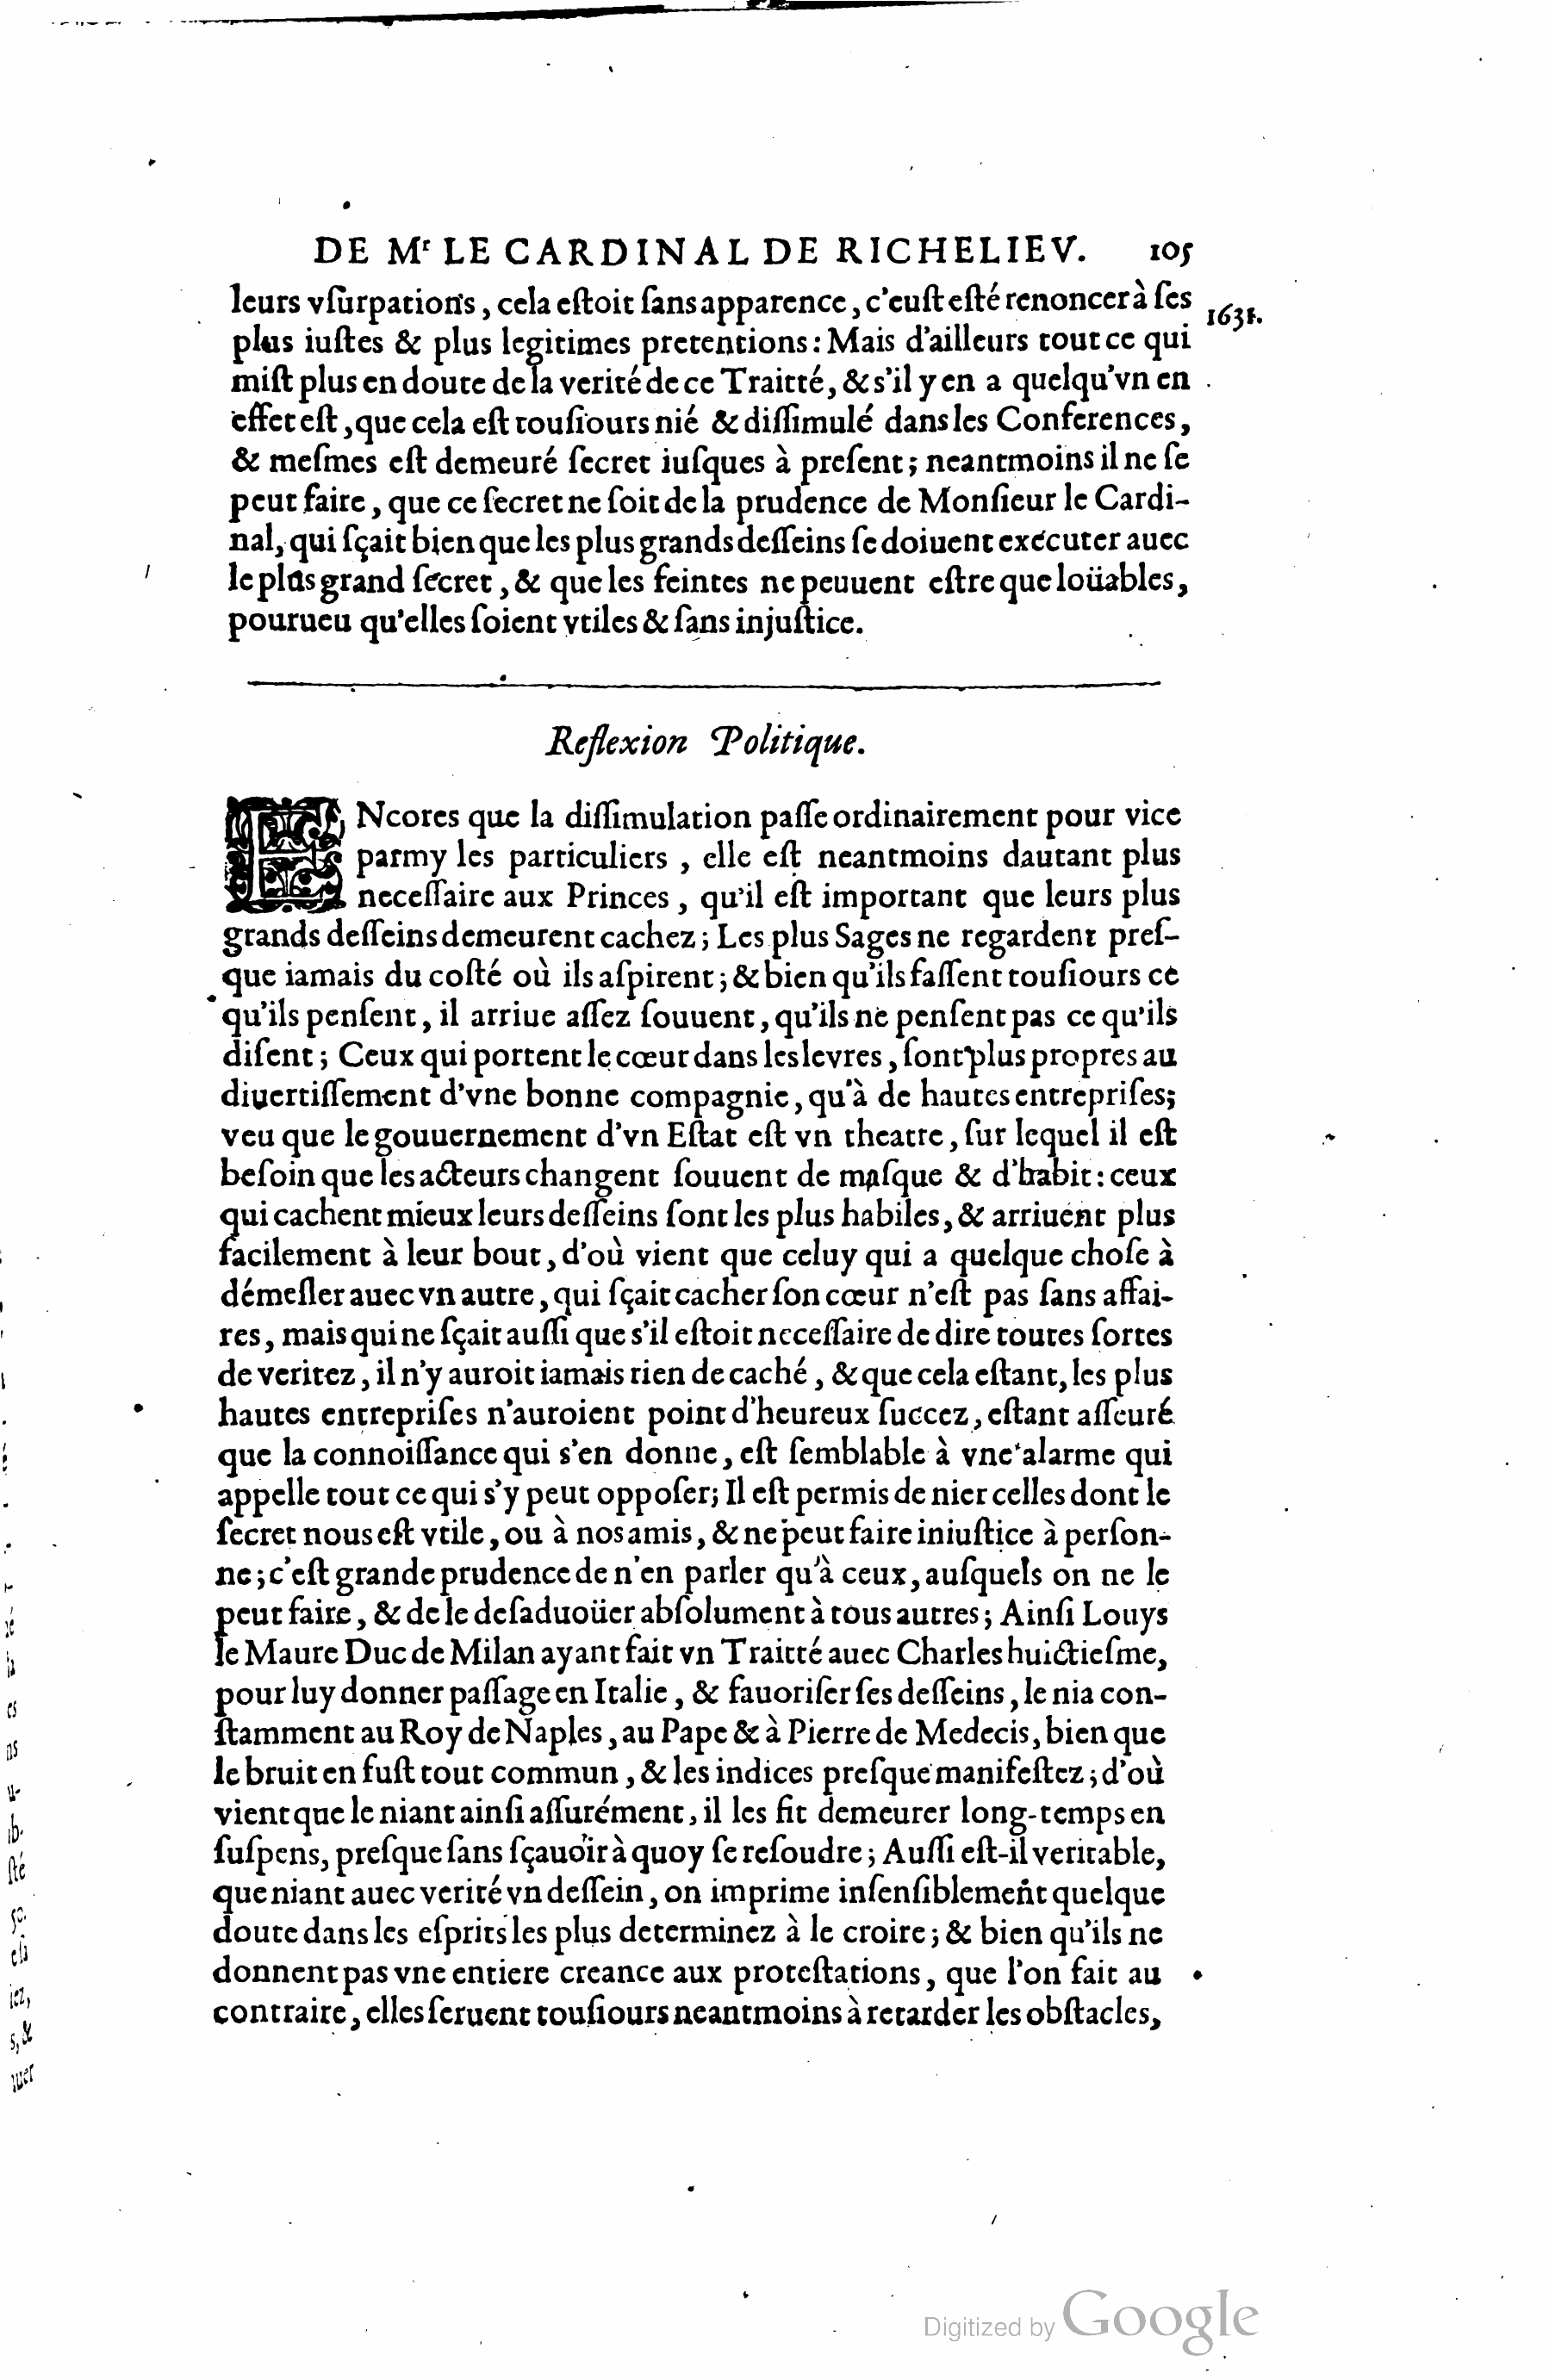 DE Mr LE CARDINAL DE RICHELIEV. 105
leurs vſurpations, cela eſtoit ſans apparence, c'euſt eſté renoncer à ſes
1631.
plus iuſtes & plus legitimes pretentions: Mais d'ailleurs tout ce qui
miſt plus en doute de la verité de ce Traitté, & s'il y en a quelqu'vn en
effet eſt, que cela eſt touſiours nié & diſſimulé dans les Conferences,
& meſmes eſt demeuré ſecret iuſques à preſent; neantmoins il ne ſe
peut faire, que ce ſecret ne ſoit de la prudence de Monſieur le Cardi-
nal, qui ſçait bien que les plus grands deſſeins ſe doiuent executer auec
le plus grand ſecret, & que les feintes ne peuuent eſtre que loüables,
pourueu qu'elles ſoient vtiles & ſans injuſtice.
Reflexion Politique.
ENcores que la diſſimulation paſſe ordinairement pour vice
parmy les particuliers, elle eſt neantmoins dautant plus
neceſſaire aux Princes, qu'il eſt important que leurs plus
grands deſſeins demeurent cachez; Les plus Sages ne regardent preſ-
que iamais du coſté où ils aſpirent; & bien qu'ils faſſent touſiours ce
qu'ils penſent, il arriue aſſez ſouuent, qu'ils ne penſent pas ce qu'ils
diſent; Ceux qui portent le cœur dans les levres, ſont plus propres au
diuertiſſement d'vne bonne compagnie, qu'à de hautes entrepriſes;
veu que le gouuernement d'vn Eſtat eſt vn theatre, ſur lequel il eſt
beſoin que les acteurs changent ſouuent de maſque & d'habit: ceux
qui cachent mieux leurs deſſeins ſont les plus habiles, & arriuent plus
facilement à leur bout, d'où vient que celuy qui a quelque choſe à
démeſler auec vn autre, qui ſçait cacher ſon cœur n'eſt pas ſans affai-
res, mais qui ne ſçait auſſi que s'il eſtoit neceſſaire de dire toutes ſortes
de veritez, il n'y auroit iamais rien de caché, & que cela eſtant, les plus
hautes entrepriſes n'auroient point d'heureux ſuccez, eſtant aſſeuré
que la connoiſſance qui s'en donne, eſt ſemblable à vne alarme qui
appelle tout ce qui s'y peut oppoſer; Il eſt permis de nier celles dont le
ſecret nous eſt vtile, ou à nos amis, & ne peut faire iniuſtice à perſon-
ne; c'eſt grande prudence de n'en parler qu'à ceux, auſquels on ne le
peut faire, & de le deſaduoüer abſolument à tous autres; Ainſi Louys
le Maure Duc de Milan ayant fait vn Traitté auec Charles huictieſme,
pour luy donner paſſage en Italie, & fauoriſer ſes deſſeins, le nia con-
ſtamment au Roy de Naples, au Pape & à Pierre de Medecis, bien que
le bruit en fuſt tout commun, & les indices preſque manifeſtez; d'où
vient que le niant ainſi aſſurément, il les fit demeurer long-temps en
ſuſpens, preſque ſans ſçauoir à quoy ſe reſoudre; Auſſi eſt-il veritable,
que niant auec verité vn deſſein, on imprime inſenſiblement quelque
doute dans les eſprits les plus determinez à le croire; & bien qu'ils ne
donnent pas vne entiere creance aux proteſtations, que l'on fait au
contraire, elles ſeruent touſiours neantmoins à retarder les obſtacles,
Digitized by Google